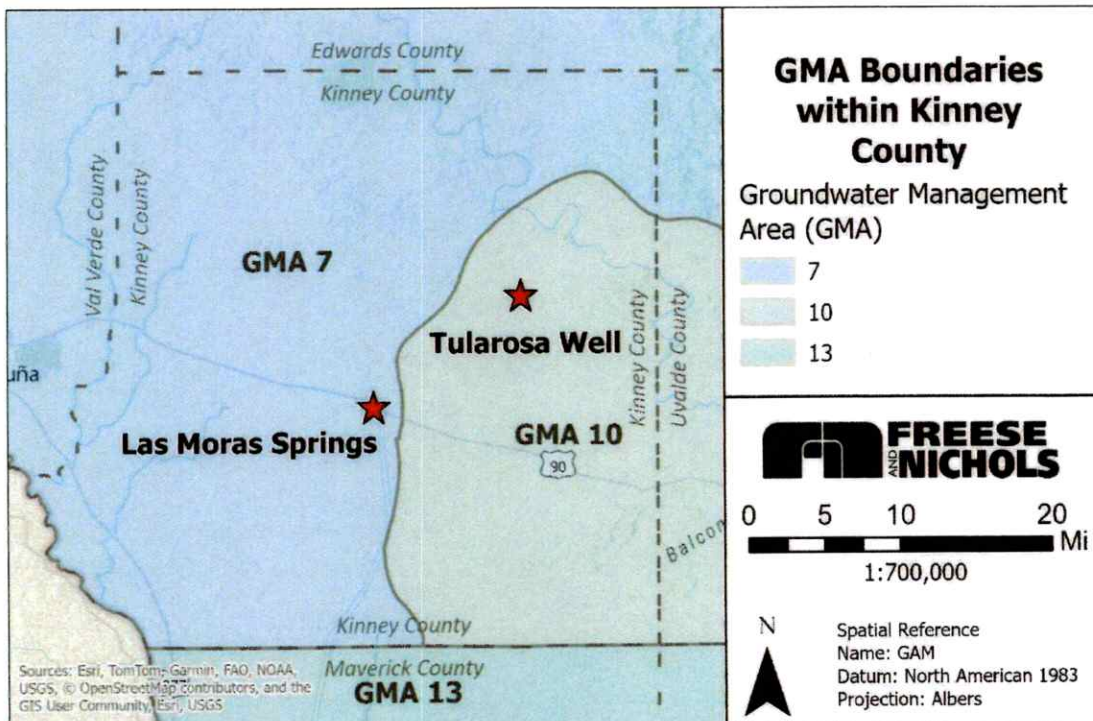 Edwards County
Kinney County
Val Verde County
Kinney County
GMA 7
Tularosa Well
Kinney County
Uvalde County
uña
Las Moras Springs
GMA 10
90
Balcon
Kinney County
Maverick County
GMA 13
Sources: Esri, TomTom, Garmin, FAO, NOAA,
USGS, © OpenStreetMap contributors, and the
GIS User Community, Esri, USGS
GMA Boundaries
within Kinney
County
Groundwater Management
Area (GMA)
7
10
13
FREESE
AND
NICHOLS
0 5 10 20
Mi
1:700,000
N
Spatial Reference
Name: GAM
Datum: North American 1983
Projection: Albers